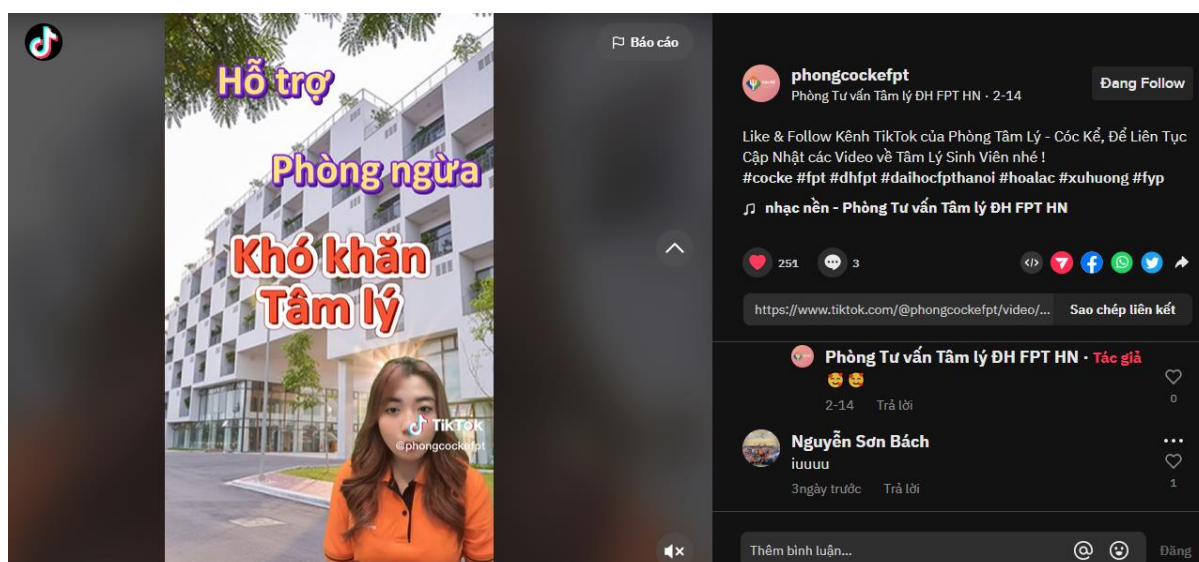 Báo cáo
Hỗ trợ
Phòng ngừa
Khó khăn
Tâm lý
TikTok
@phongcockefpt
phongcockefpt
Phòng Tư vấn Tâm lý ĐH FPT HN · 2-14
Đang Follow
Like & Follow Kênh TikTok của Phòng Tâm Lý - Cóc Kể, Để Liên Tục
Cập Nhật các Video về Tâm Lý Sinh Viên nhé !
#cocke #fpt #dhfpt #daihocfpthanoi #hoalac #xuhuong #fyp
nhạc nền - Phòng Tư vấn Tâm lý ĐH FPT HN
251 3
https://www.tiktok.com/@phongcockefpt/video/... Sao chép liên kết
Phòng Tư vấn Tâm lý ĐH FPT HN · Tác giả
🥰 🥰
2-14 Trả lời
0
Nguyễn Sơn Bách
iuuuu
3ngày trước Trả lời
1
Thêm bình luận... Đăng